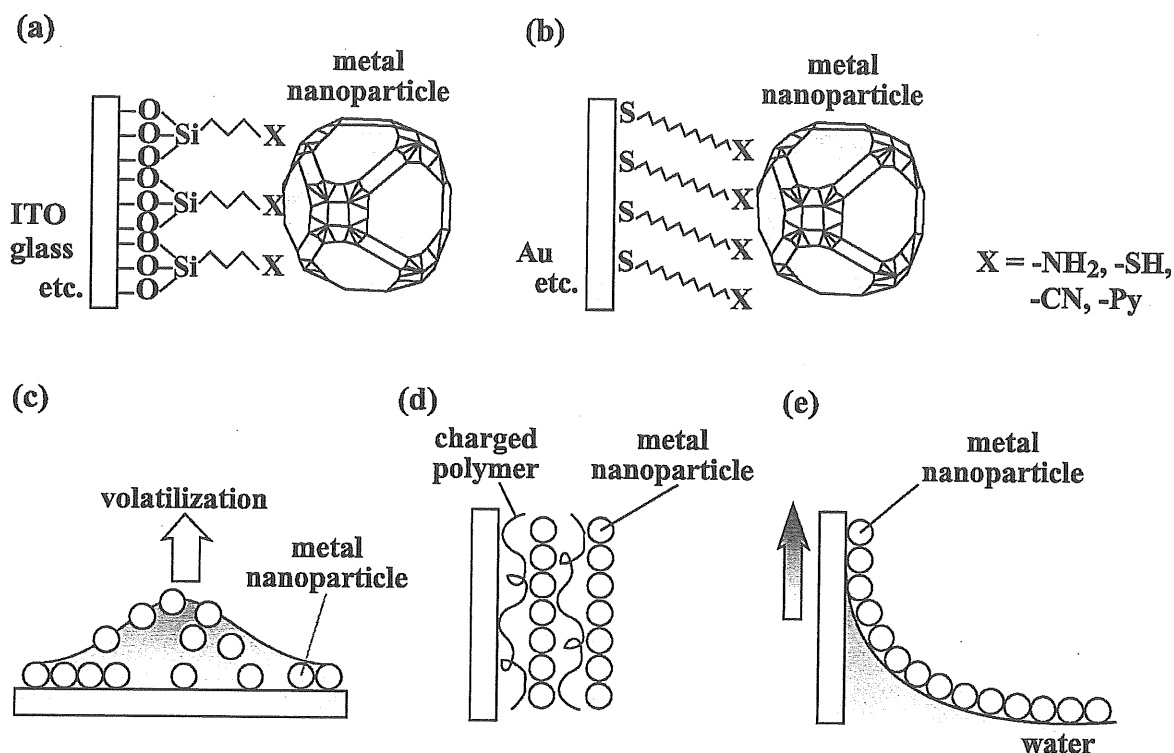 (a)
metal
nanoparticle
O
O
O
O
O
O
O
O
O
Si
Si
Si
X
X
X
ITO
glass
etc.
(b)
metal
nanoparticle
S
S
S
S
X
X
X
X
Au
etc.
X = -NH₂, -SH,
-CN, -Py
(c)
volatilization
metal
nanoparticle
(d)
charged
polymer
metal
nanoparticle
(e)
metal
nanoparticle
water